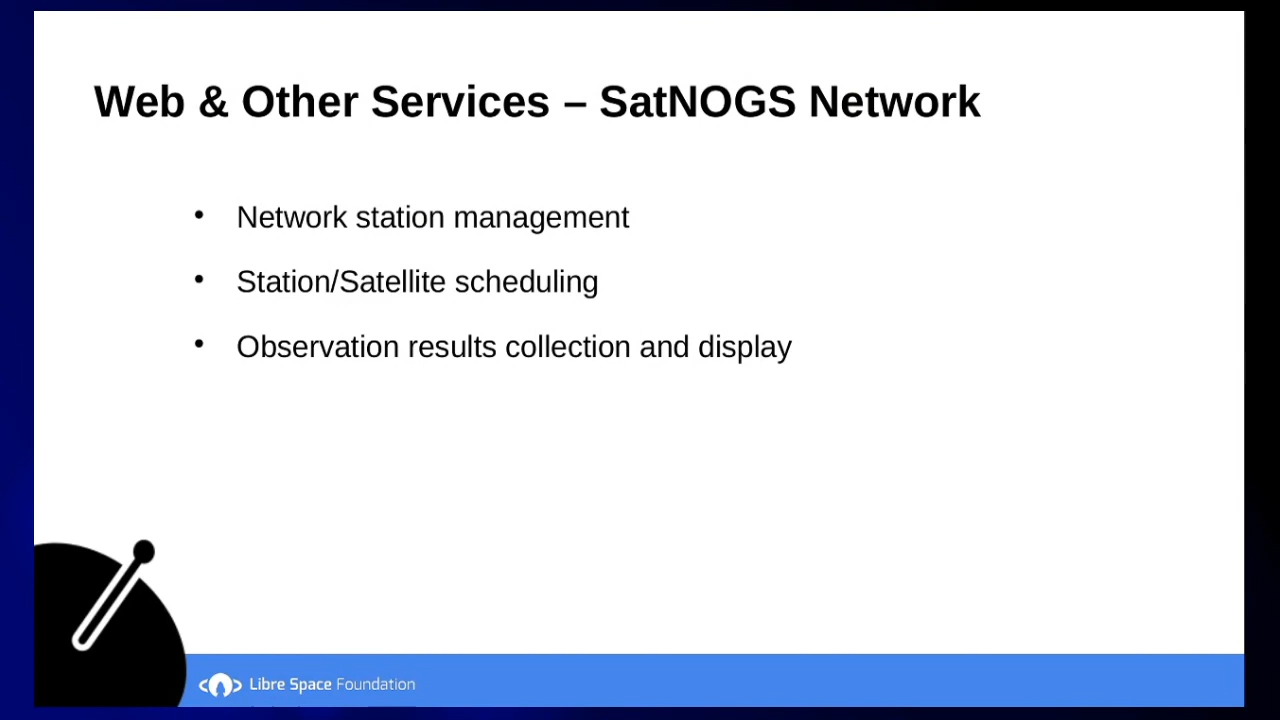 Web & Other Services – SatNOGS Network
• Network station management
• Station/Satellite scheduling
• Observation results collection and display
Libre Space Foundation